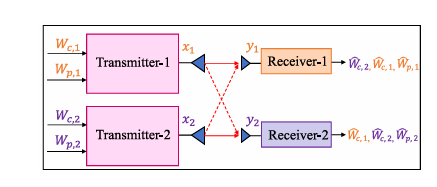 W_{c,1} x_1 y_1
Transmitter-1 Receiver-1 Ŵ_{c,2}, Ŵ_{c,1}, Ŵ_{p,1}
W_{p,1}
W_{c,2} x_2 y_2
Transmitter-2 Receiver-2 Ŵ_{c,1}, Ŵ_{c,2}, Ŵ_{p,2}
W_{p,2}